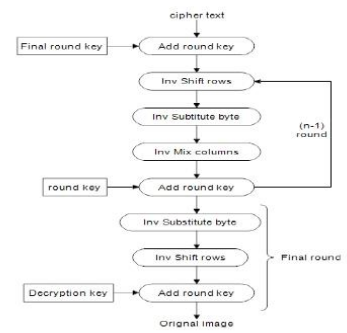 cipher text
Final round key
Add round key
Inv Shift rows
Inv Subtitute byte
(n-1)
round
Inv Mix columns
round key
Add round key
Inv Substitute byte
Inv Shift rows
Final round
Decryption key
Add round key
Orignal image